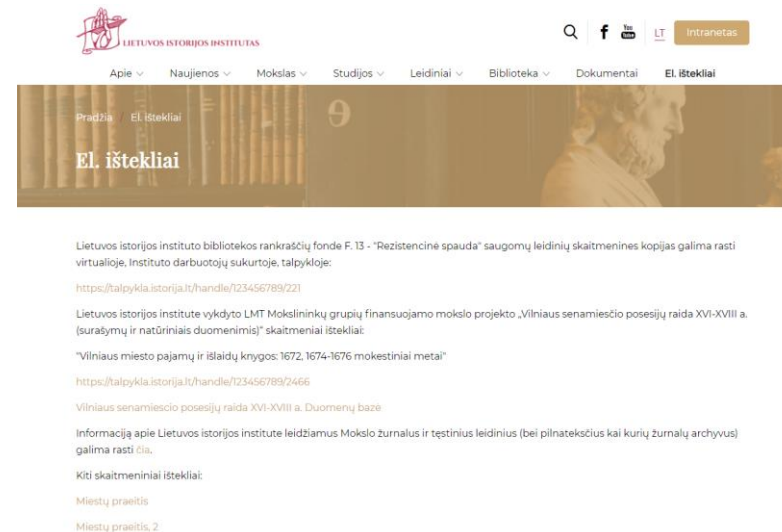 LIETUVOS ISTORIJOS INSTITUTAS
f You Tube LT Intranetas
Apie Naujienos Mokslas Studijos Leidiniai Biblioteka Dokumentai El. ištekliai
Pradžia / El. ištekliai
El. ištekliai
Lietuvos istorijos instituto bibliotekos rankraščių fonde F. 13 - "Rezistencinė spauda" saugomų leidinių skaitmenines kopijas galima rasti
virtualioje, Instituto darbuotojų sukurtoje, talpykloje:
https://talpykla.istorija.lt/handle/123456789/221
Lietuvos istorijos institute vykdyto LMT Mokslininkų grupių finansuojamo mokslo projekto „Vilniaus senamiesčio posesijų raida XVI-XVIII a.
(surašymų ir natūriniais duomenimis)" skaitmeniai ištekliai:
"Vilniaus miesto pajamų ir išlaidų knygos: 1672, 1674-1676 mokestiniai metai"
https://talpykla.istorija.lt/handle/123456789/2466
Vilniaus senamiescio posesijų raida XVI-XVIII a. Duomenų bazė
Informaciją apie Lietuvos istorijos institute leidžiamus Mokslo žurnalus ir tęstinius leidinius (bei pilnateksčius kai kurių žurnalų archyvus)
galima rasti čia.
Kiti skaitmeniniai ištekliai:
Miestų praeitis
Miestų praeitis, 2